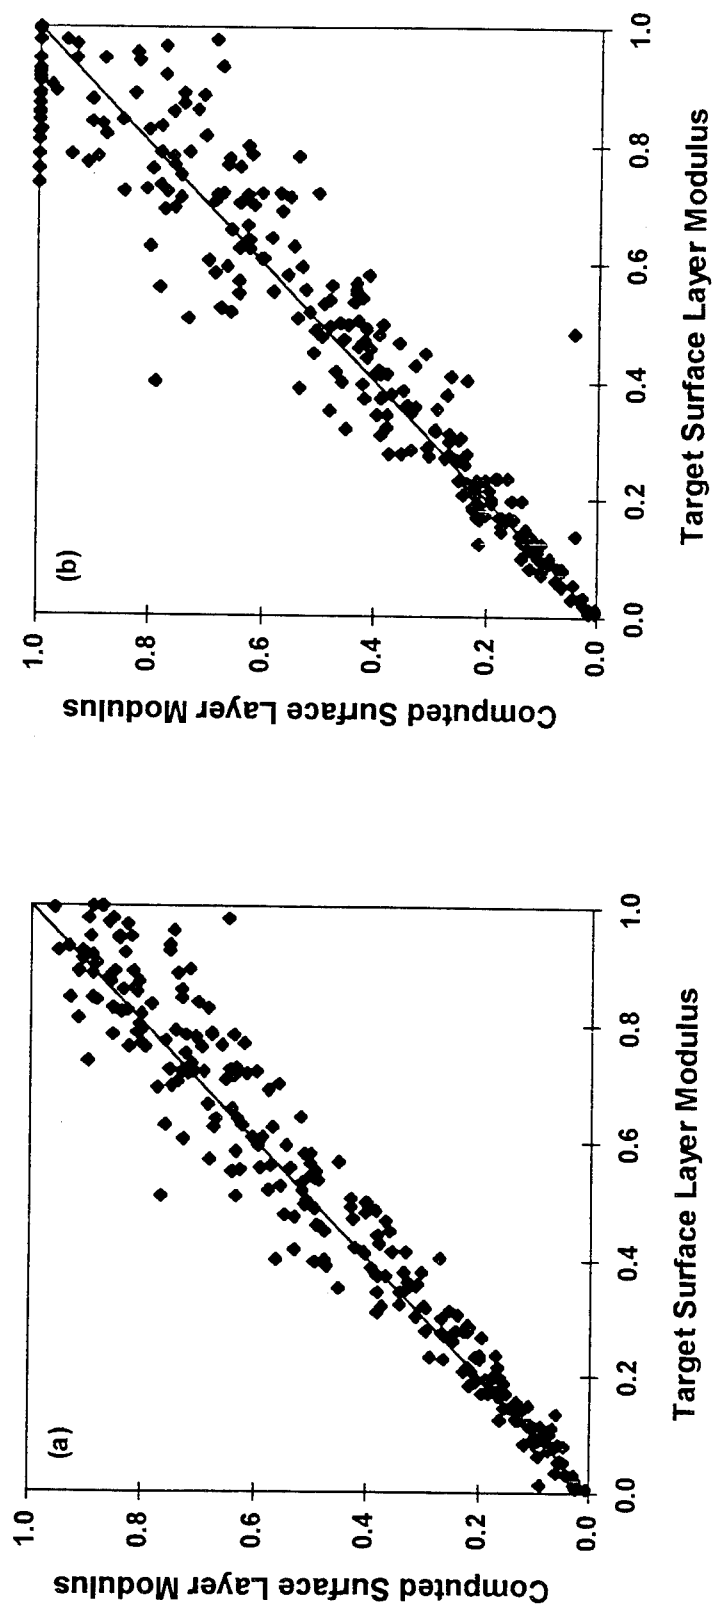 (a)
Computed Surface Layer Modulus
1.0
0.8
0.6
0.4
0.2
0.0
0.0 0.2 0.4 0.6 0.8 1.0
Target Surface Layer Modulus
(b)
Computed Surface Layer Modulus
1.0
0.8
0.6
0.4
0.2
0.0
0.0 0.2 0.4 0.6 0.8 1.0
Target Surface Layer Modulus